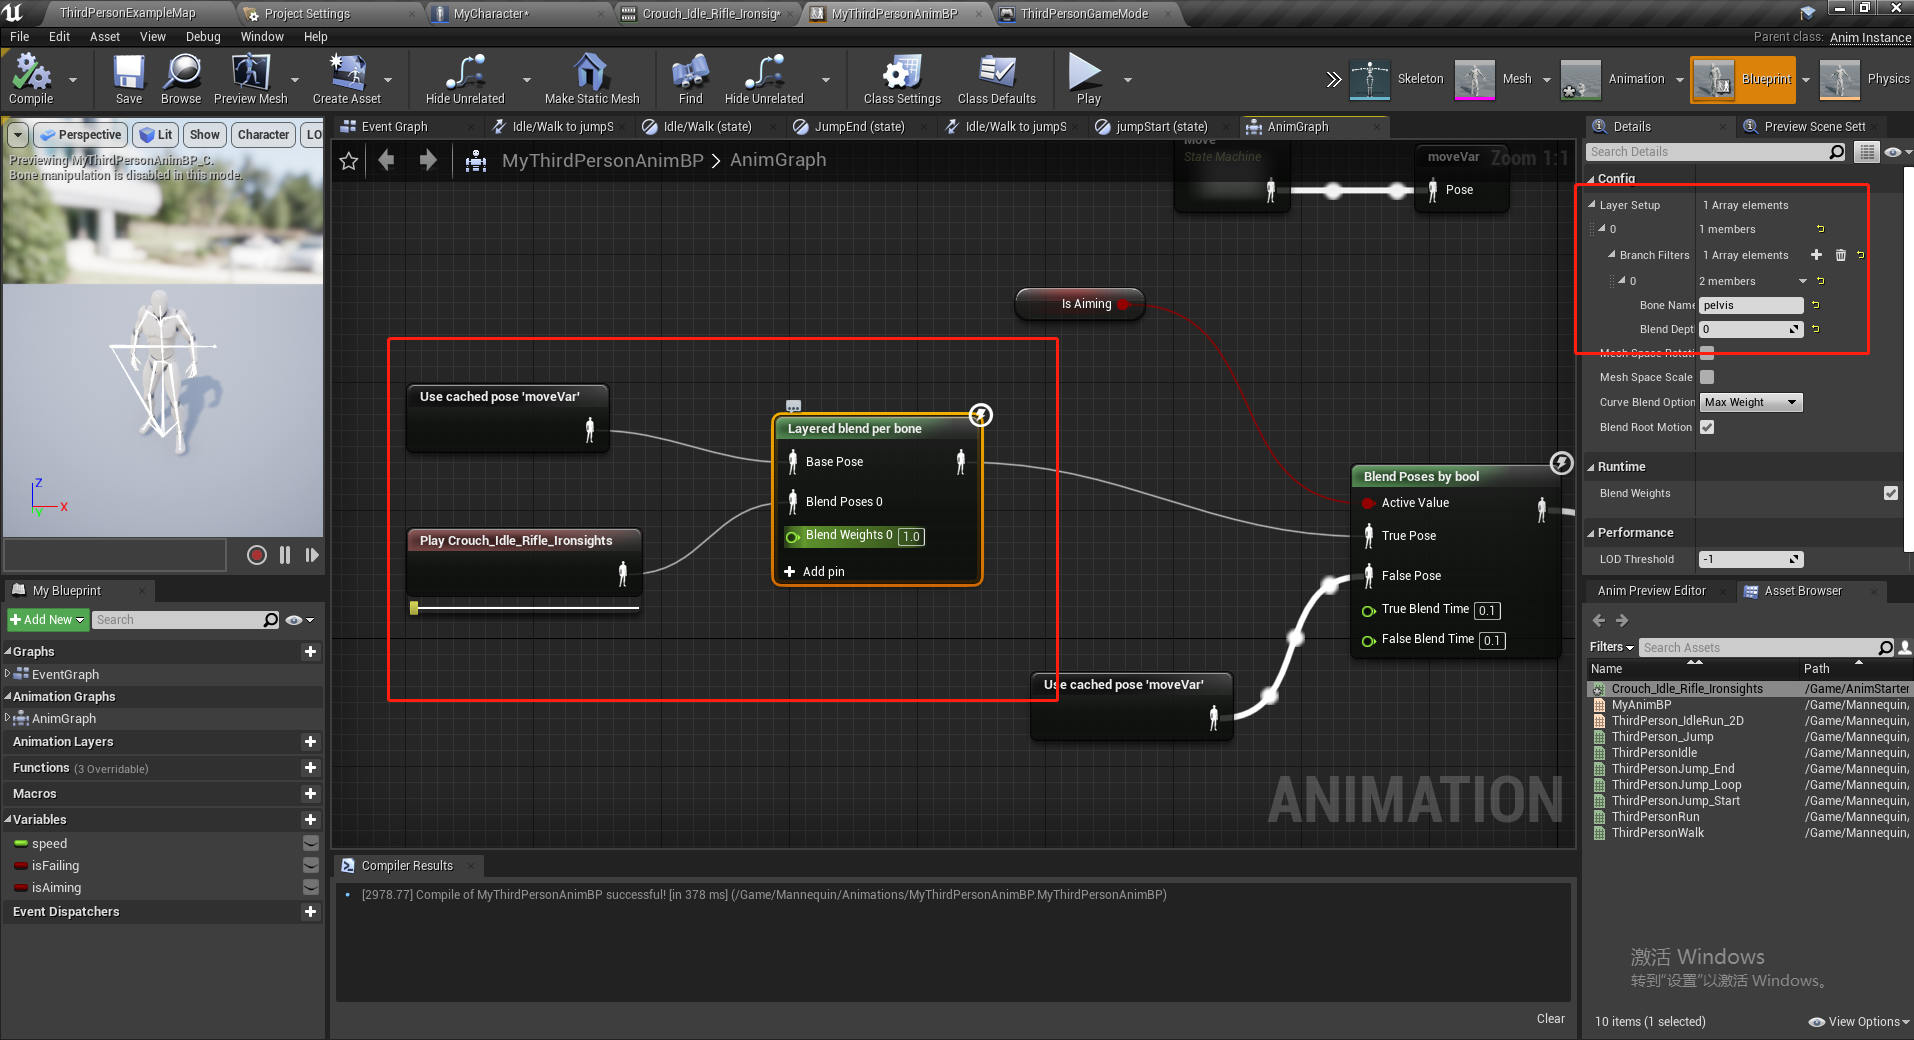 ThirdPersonExampleMap
Project Settings
MyCharacter*
Crouch_Idle_Rifle_Ironsig*
MyThirdPersonAnimBP
ThirdPersonGameMode
File Edit Asset View Debug Window Help
Parent class: Anim Instance
Compile
Save
Browse
Preview Mesh
Create Asset
Hide Unrelated
Make Static Mesh
Find
Hide Unrelated
Class Settings
Class Defaults
Play
Skeleton
Mesh
Animation
Blueprint
Physics
Perspective
Lit
Show
Character
LO
Previewing MyThirdPersonAnimBP_C.
Bone manipulation is disabled in this mode.
Z
X
Y
Event Graph
Idle/Walk to jumpS
Idle/Walk (state)
JumpEnd (state)
Idle/Walk to jumpS
jumpStart (state)
AnimGraph
MyThirdPersonAnimBP > AnimGraph
Zoom 1:1
Move
State Machine
moveVar
Pose
Is Aiming
Use cached pose 'moveVar'
Layered blend per bone
Base Pose
Blend Poses 0
Blend Weights 0 1.0
Add pin
Play Crouch_Idle_Rifle_Ironsights
Blend Poses by bool
Active Value
True Pose
False Pose
True Blend Time 0.1
False Blend Time 0.1
Use cached pose 'moveVar'
ANIMATION
My Blueprint
Add New
Search
Graphs
EventGraph
Animation Graphs
AnimGraph
Animation Layers
Functions (3 Overridable)
Macros
Variables
speed
isFailing
isAiming
Event Dispatchers
Compiler Results
[2978.77] Compile of MyThirdPersonAnimBP successful! [in 378 ms] (/Game/Mannequin/Animations/MyThirdPersonAnimBP.MyThirdPersonAnimBP)
Clear
Details
Preview Scene Sett
Search Details
Config
Layer Setup 1 Array elements
0 1 members
Branch Filters 1 Array elements
0 2 members
Bone Name pelvis
Blend Dept 0
Mesh Space Rotati
Mesh Space Scale
Curve Blend Option Max Weight
Blend Root Motion
Runtime
Blend Weights
Performance
LOD Threshold -1
Anim Preview Editor
Asset Browser
Filters
Search Assets
Name Path
Crouch_Idle_Rifle_Ironsights /Game/AnimStarter
MyAnimBP /Game/Mannequin,
ThirdPerson_IdleRun_2D /Game/Mannequin,
ThirdPerson_Jump /Game/Mannequin,
ThirdPersonIdle /Game/Mannequin,
ThirdPersonJump_End /Game/Mannequin,
ThirdPersonJump_Loop /Game/Mannequin,
ThirdPersonJump_Start /Game/Mannequin,
ThirdPersonRun /Game/Mannequin,
ThirdPersonWalk /Game/Mannequin,
激活 Windows
转到“设置”以激活 Windows。
10 items (1 selected)
View Options